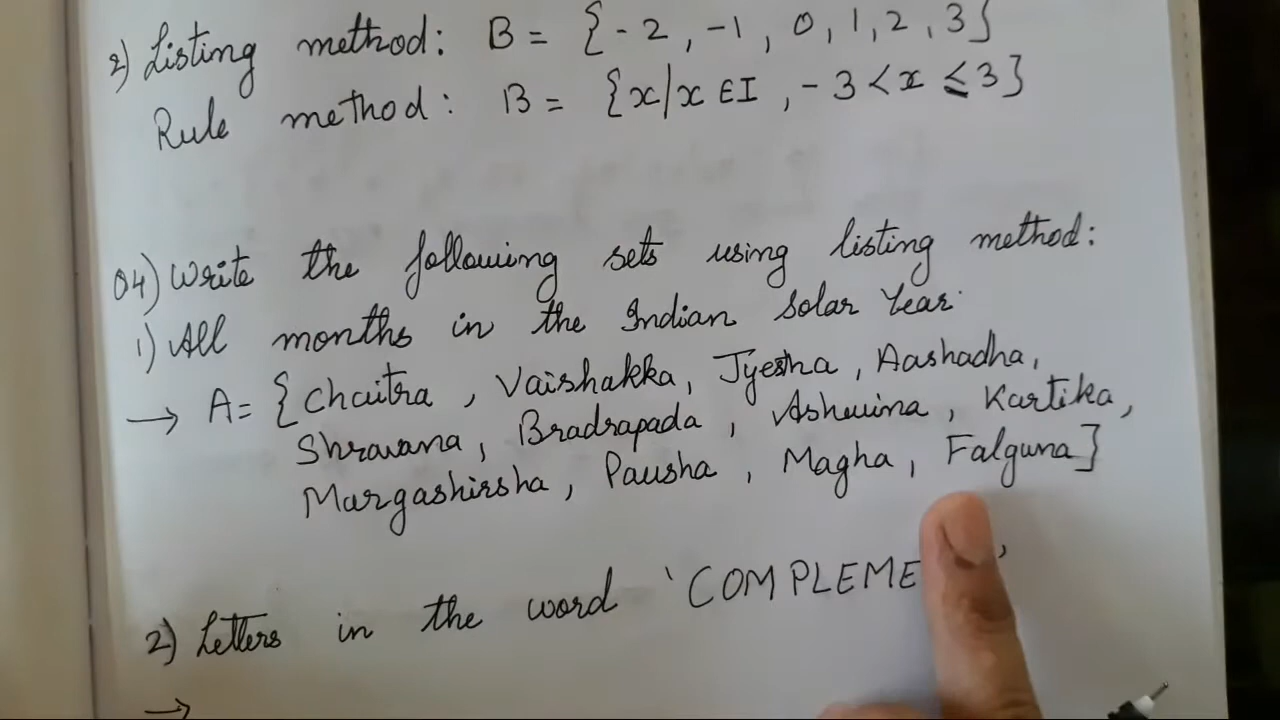 2) Listing method: B = {-2, -1, 0, 1, 2, 3}
Rule method: B = {x/x ∈ I, -3 < x ≤ 3}
Q4) Write the following sets using listing method:
1) All months in the Indian Solar Year.
→ A = {Chaitra, Vaishakka, Jyestha, Aashadha,
Shravana, Bradrapada, Ashwina, Kartika,
Margashirsha, Pausha, Magha, Falguna}
2) Letters in the word 'COMPLEME '
→